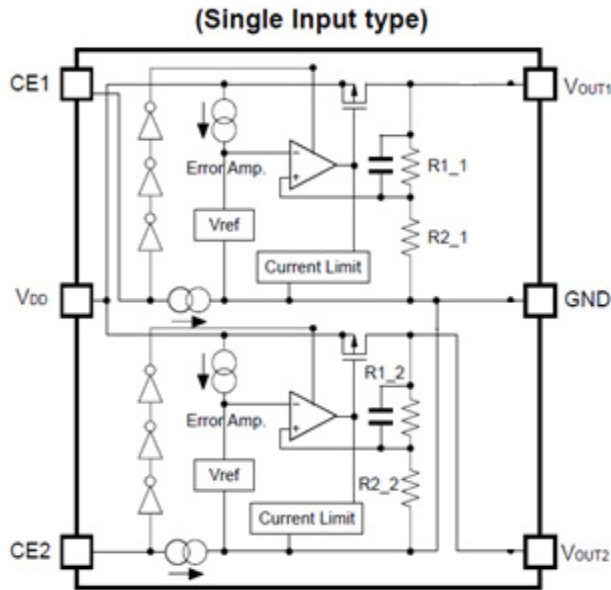 (Single Input type)
CE1
VOUT1
Error Amp.
R1_1
Vref
R2_1
Current Limit
VDD
GND
R1_2
Error Amp.
Vref
R2_2
Current Limit
CE2
VOUT2